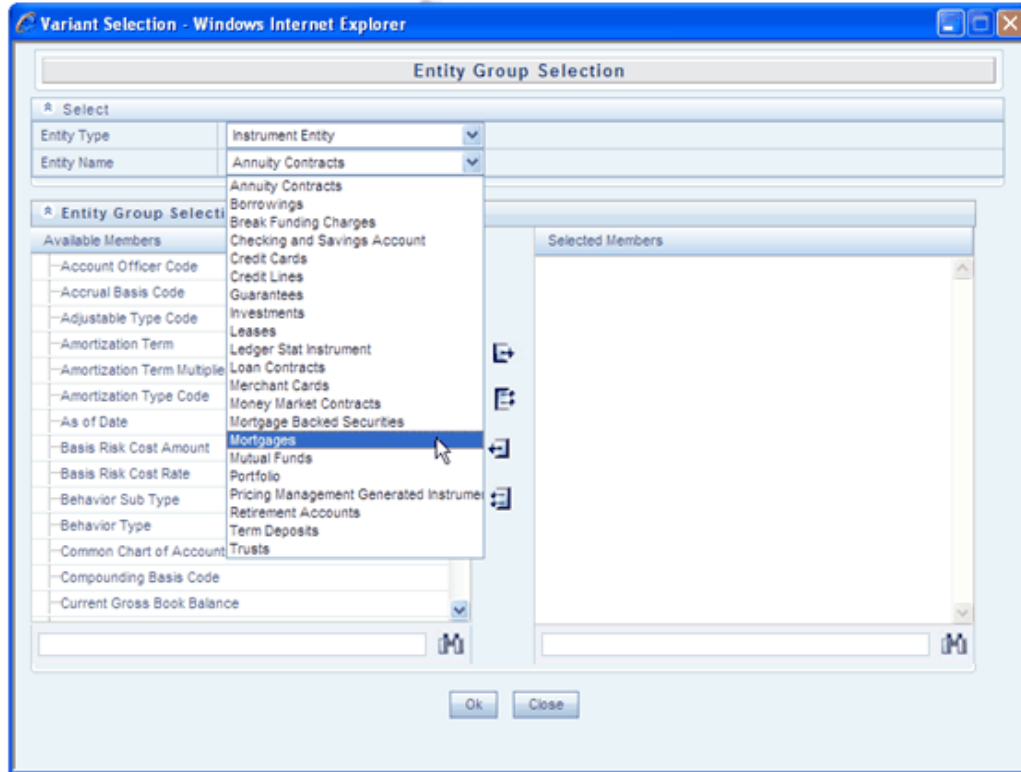 Variant Selection - Windows Internet Explorer
Entity Group Selection
Select
Entity Type
Instrument Entity
Entity Name
Annuity Contracts
Annuity Contracts
Borrowings
Break Funding Charges
Checking and Savings Account
Credit Cards
Credit Lines
Guarantees
Investments
Leases
Ledger Stat Instrument
Loan Contracts
Merchant Cards
Money Market Contracts
Mortgage Backed Securities
Mortgages
Mutual Funds
Portfolio
Pricing Management Generated Instrumen
Retirement Accounts
Term Deposits
Trusts
Entity Group Selecti
Available Members
Account Officer Code
Accrual Basis Code
Adjustable Type Code
Amortization Term
Amortization Term Multiplie
Amortization Type Code
As of Date
Basis Risk Cost Amount
Basis Risk Cost Rate
Behavior Sub Type
Behavior Type
Common Chart of Account
Compounding Basis Code
Current Gross Book Balance
Selected Members
Ok
Close